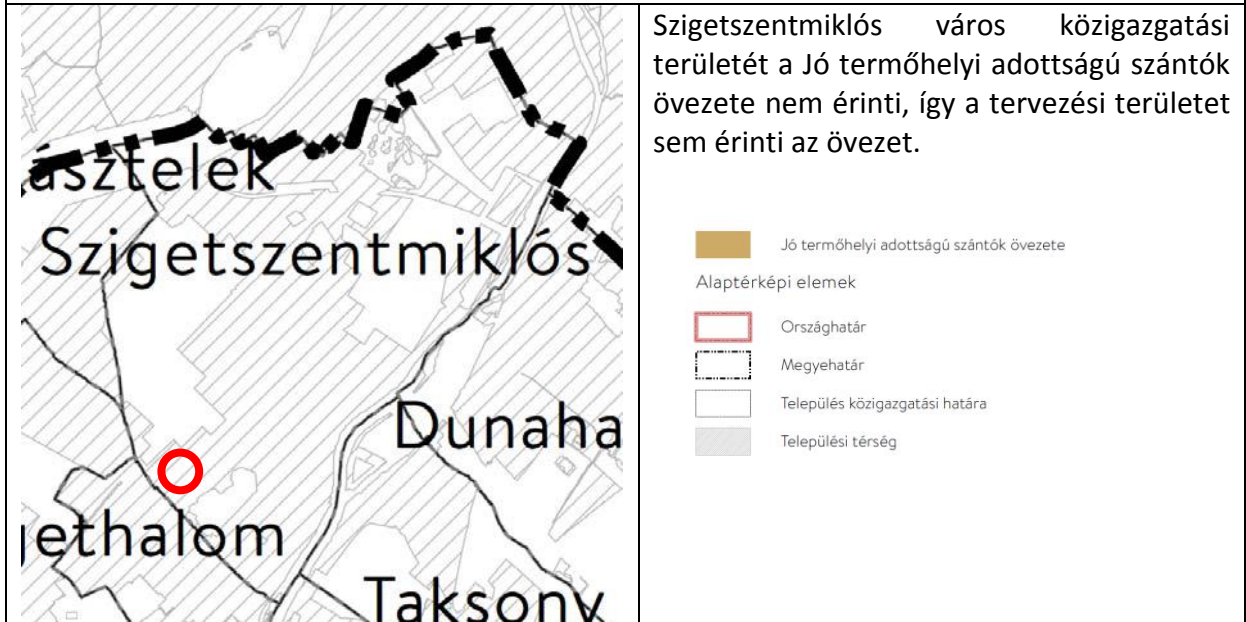 Szigetszentmiklós város közigazgatási
területét a Jó termőhelyi adottságú szántók
övezete nem érinti, így a tervezési területet
sem érinti az övezet.
ásztelek
Szigetszentmiklós
Dunaha
gethalom
Taksony
Jó termőhelyi adottságú szántók övezete
Alaptérképi elemek
Országhatár
Megyehatár
Település közigazgatási határa
Települési térség